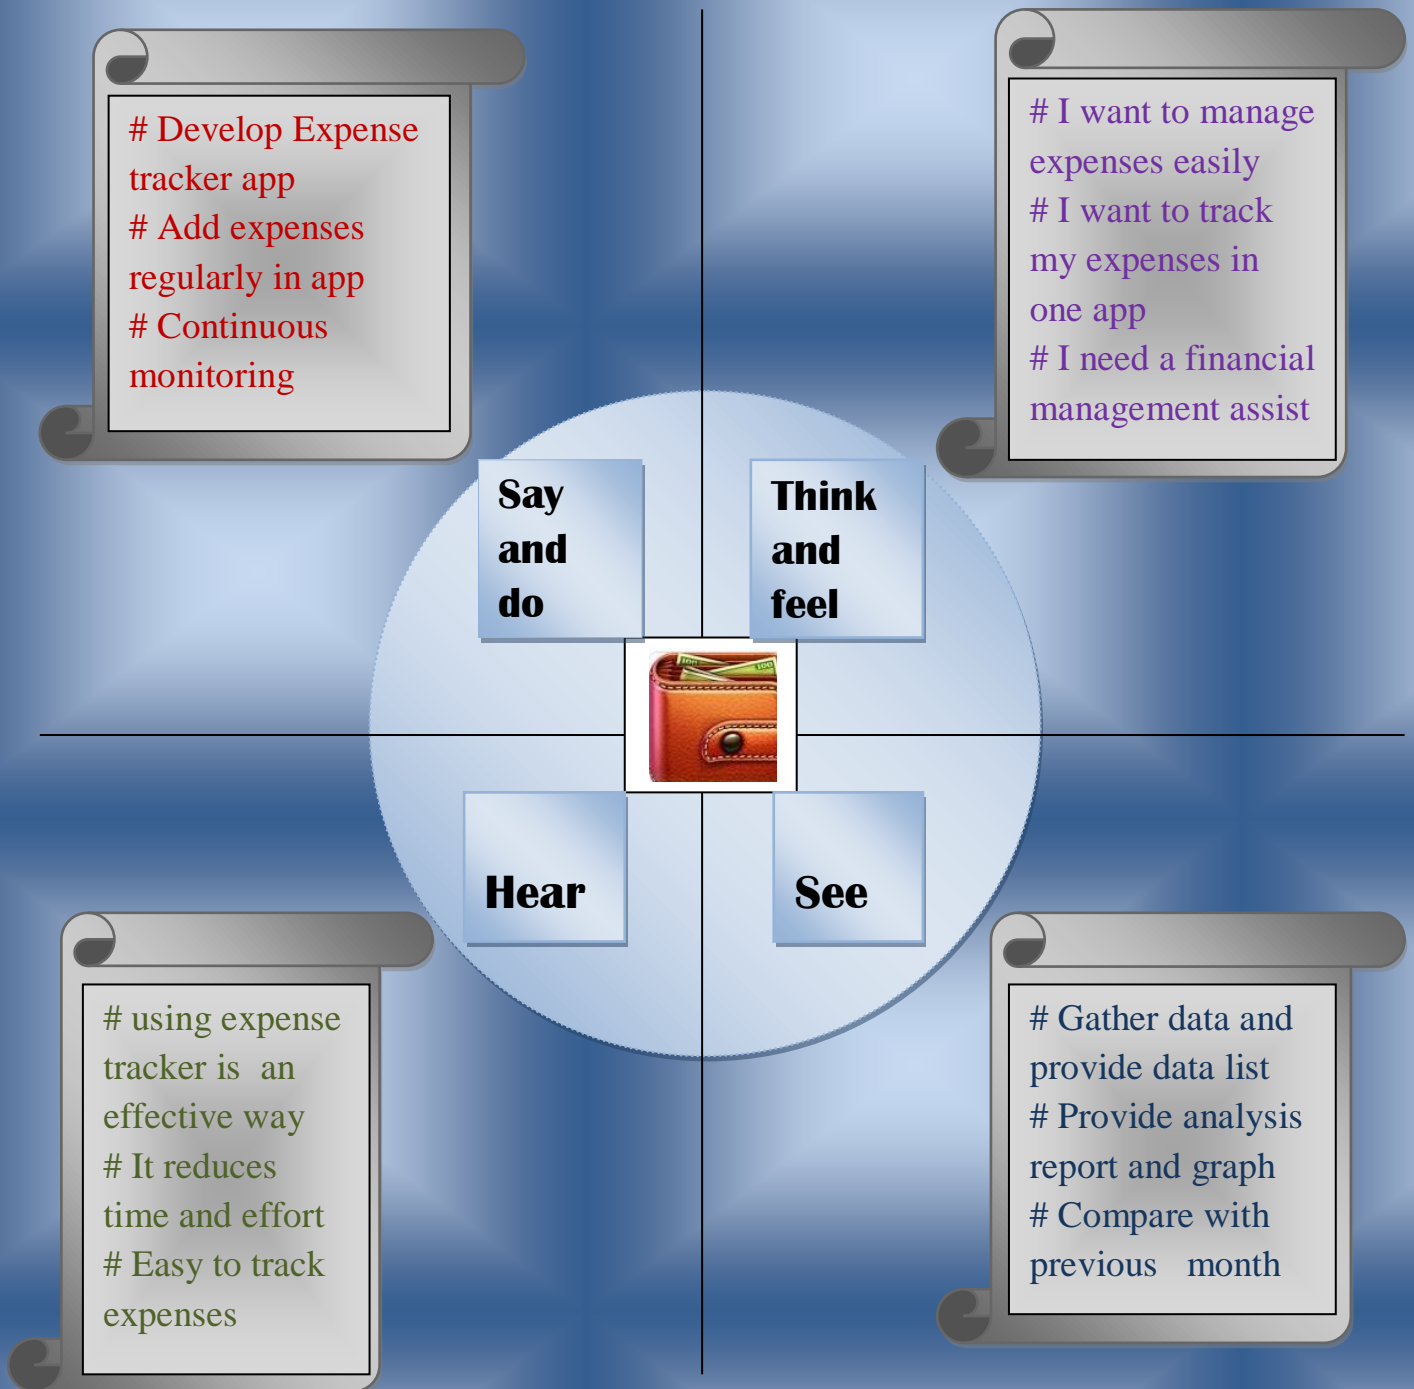 # Develop Expense
tracker app
# Add expenses
regularly in app
# Continuous
monitoring
# I want to manage
expenses easily
# I want to track
my expenses in
one app
# I need a financial
management assist
Say
and
do
Think
and
feel
100
100
Hear
See
# using expense
tracker is  an
effective way
# It reduces
time and effort
# Easy to track
expenses
# Gather data and
provide data list
# Provide analysis
report and graph
# Compare with
previous   month